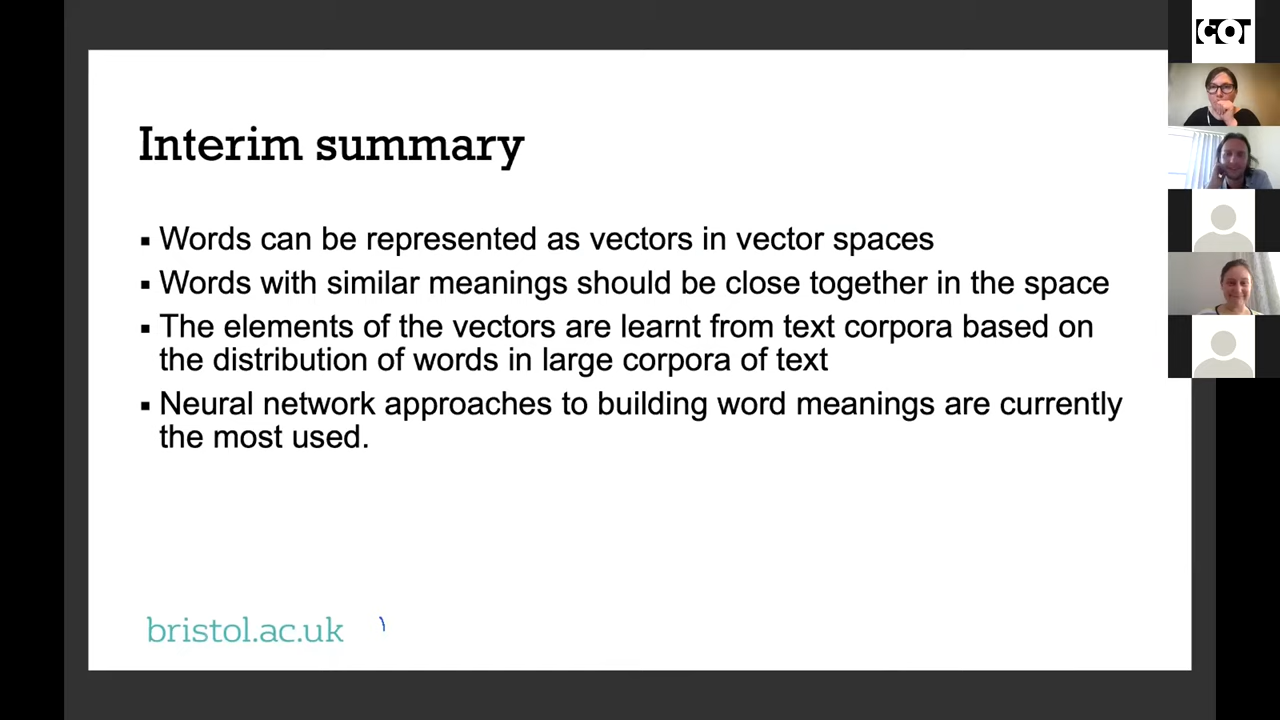 Interim summary
▪ Words can be represented as vectors in vector spaces
▪ Words with similar meanings should be close together in the space
▪ The elements of the vectors are learnt from text corpora based on
the distribution of words in large corpora of text
▪ Neural network approaches to building word meanings are currently
the most used.
bristol.ac.uk